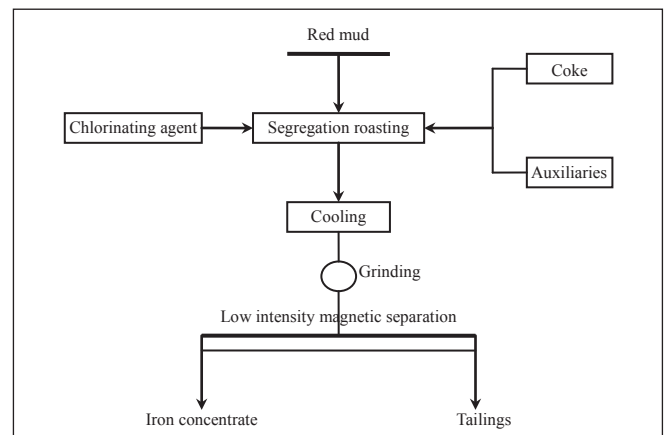 Red mud
Coke
Chlorinating agent
Segregation roasting
Auxiliaries
Cooling
Grinding
Low intensity magnetic separation
Iron concentrate
Tailings